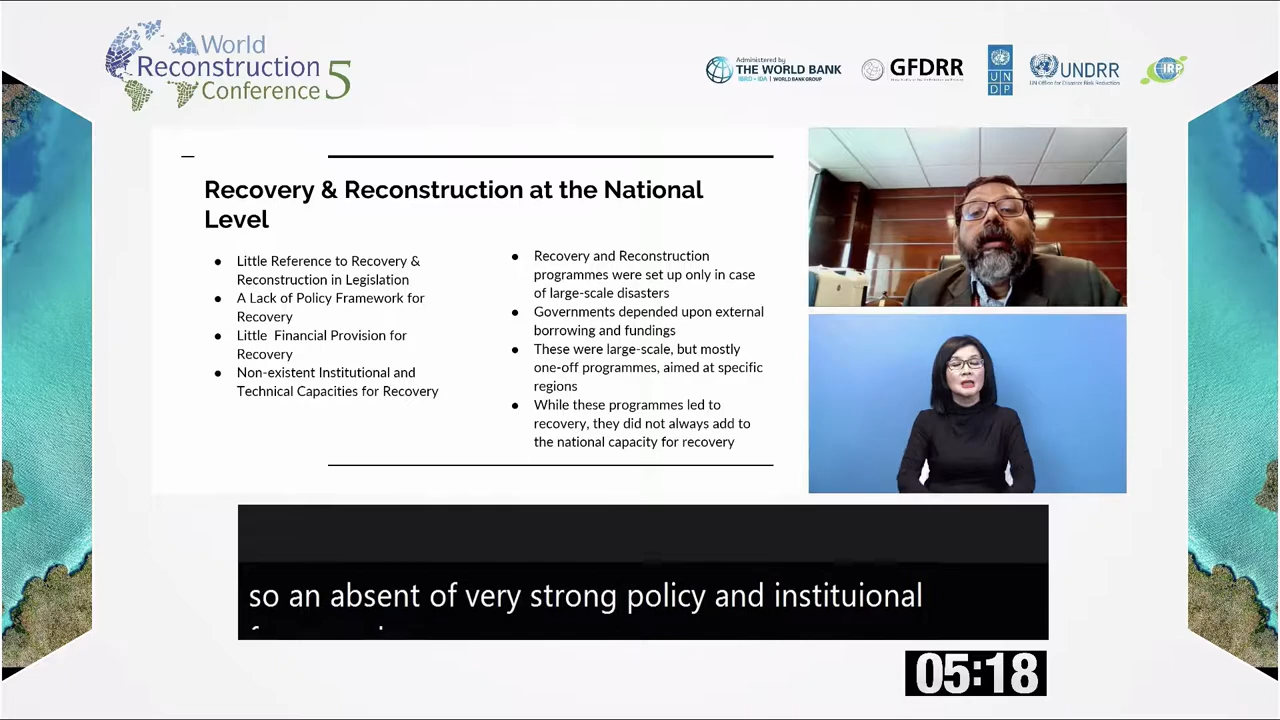 World
Reconstruction
Conference 5
Administered by
THE WORLD BANK
IBRD • IDA | WORLD BANK GROUP
GFDRR
UN
DP
UNDRR
UN Office for Disaster Risk Reduction
IRP
Recovery & Reconstruction at the National
Level
● Little Reference to Recovery &
Reconstruction in Legislation
● A Lack of Policy Framework for
Recovery
● Little Financial Provision for
Recovery
● Non-existent Institutional and
Technical Capacities for Recovery
● Recovery and Reconstruction
programmes were set up only in case
of large-scale disasters
● Governments depended upon external
borrowing and fundings
● These were large-scale, but mostly
one-off programmes, aimed at specific
regions
● While these programmes led to
recovery, they did not always add to
the national capacity for recovery
so an absent of very strong policy and instituional
05:18